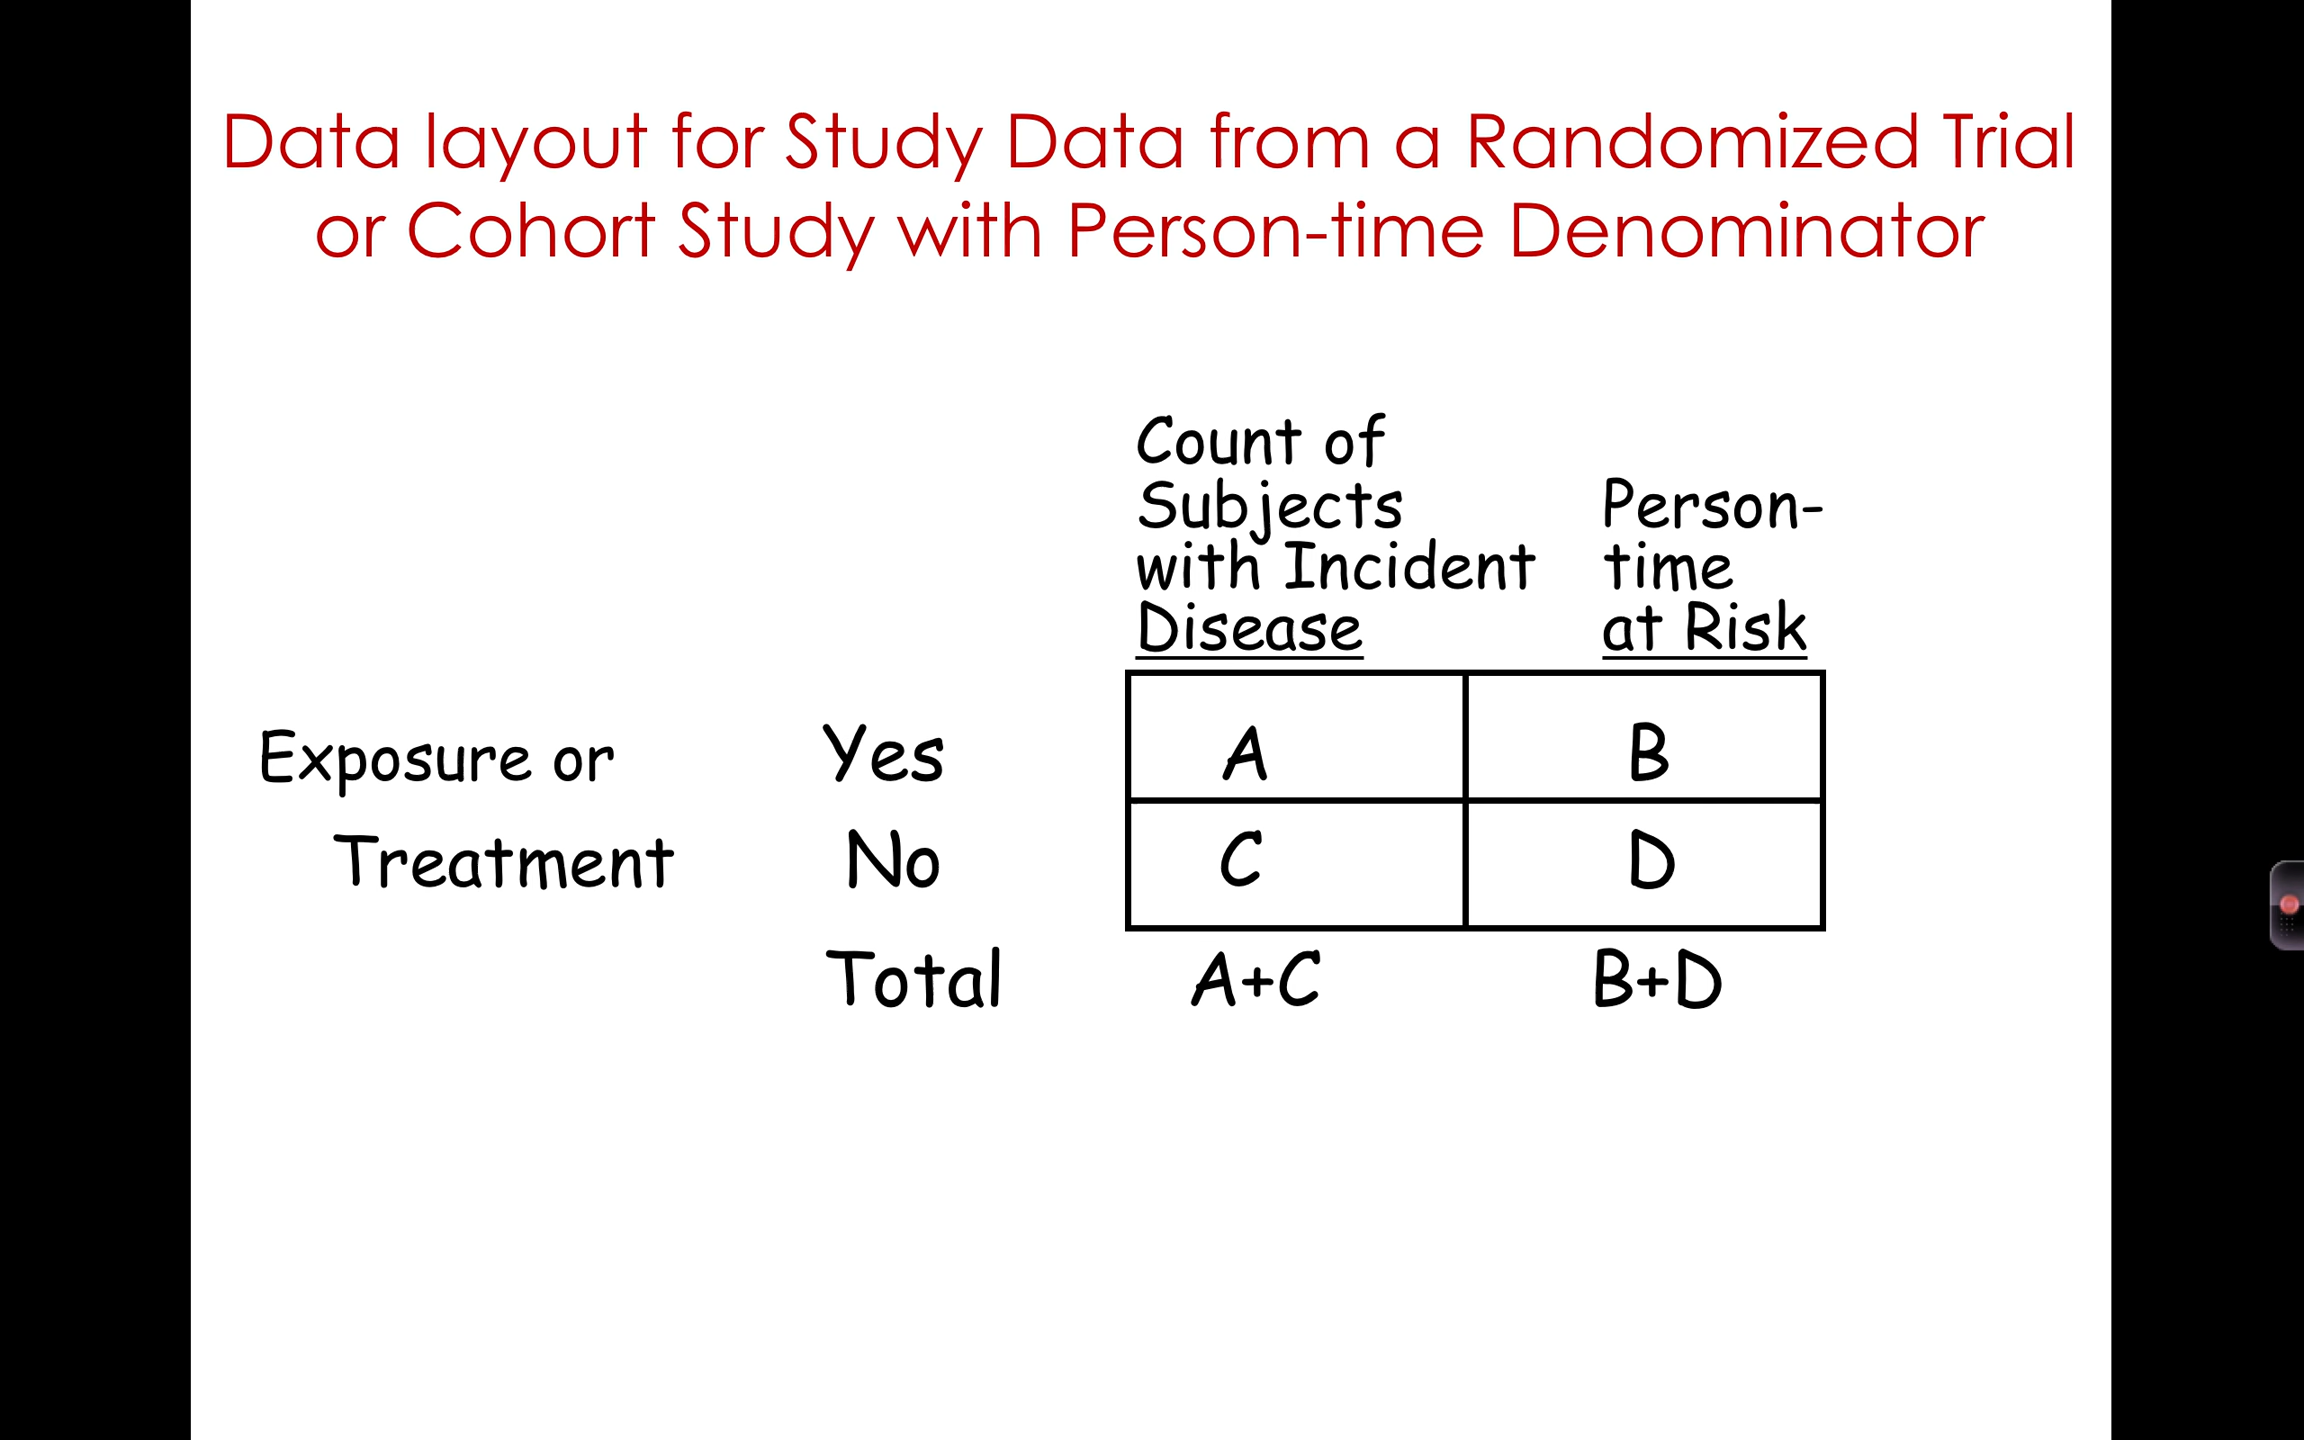 Data layout for Study Data from a Randomized Trial
or Cohort Study with Person-time Denominator
Count of
Subjects
with Incident
Disease
Person-
time
at Risk
Exposure or Yes A B
Treatment No C D
Total A+C B+D